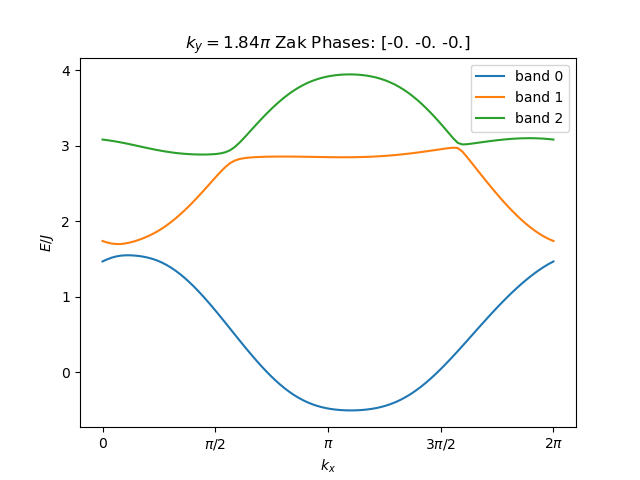 k_y = 1.84π Zak Phases: [-0. -0. -0.]
band 0
band 1
band 2
4
3
2
1
0
E/J
0
π/2
π
3π/2
2π
k_x